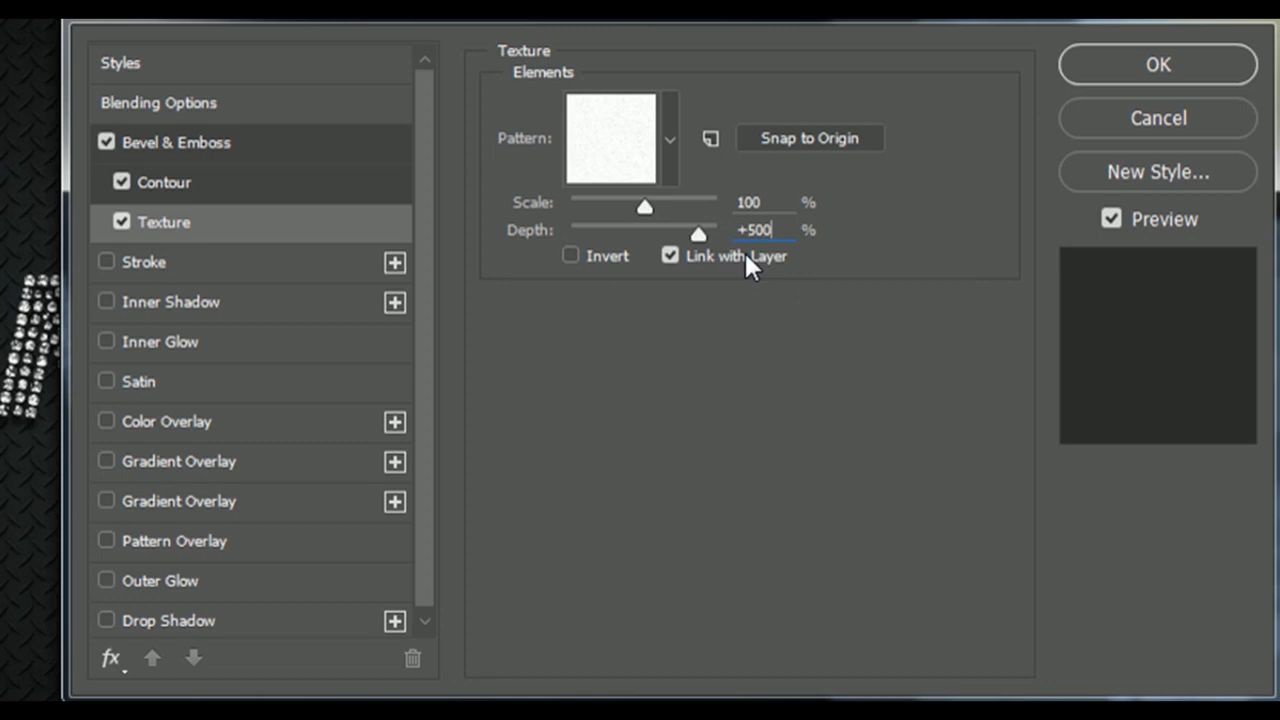 Styles
Blending Options
Bevel & Emboss
Contour
Texture
Stroke
Inner Shadow
Inner Glow
Satin
Color Overlay
Gradient Overlay
Gradient Overlay
Pattern Overlay
Outer Glow
Drop Shadow
fx
Texture
Elements
Pattern:
Snap to Origin
Scale: 100 %
Depth: +500 %
Invert Link with Layer
OK
Cancel
New Style...
Preview